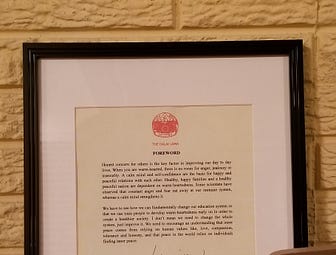 THE DALAI LAMA
FOREWORD
Honest concern for others is the key factor in improving our day to day
lives. When you are warm-hearted, there is no room for anger, jealousy or
insecurity. A calm mind and self-confidence are the basis for happy and
peaceful relations with each other. Healthy, happy families and a healthy
peaceful nation are dependent on warm-heartedness. Some scientists have
observed that constant anger and fear eat away at our immune system,
whereas a calm mind strengthens it.
We have to see how we can fundamentally change our education system so
that we can train people to develop warm-heartedness early on in order to
create a healthier society. I don't mean we need to change the whole
system, just improve it. We need to encourage an understanding that inner
peace comes from relying on human values like, love, compassion,
tolerance and honesty, and that peace in the world relies on individuals
finding inner peace.